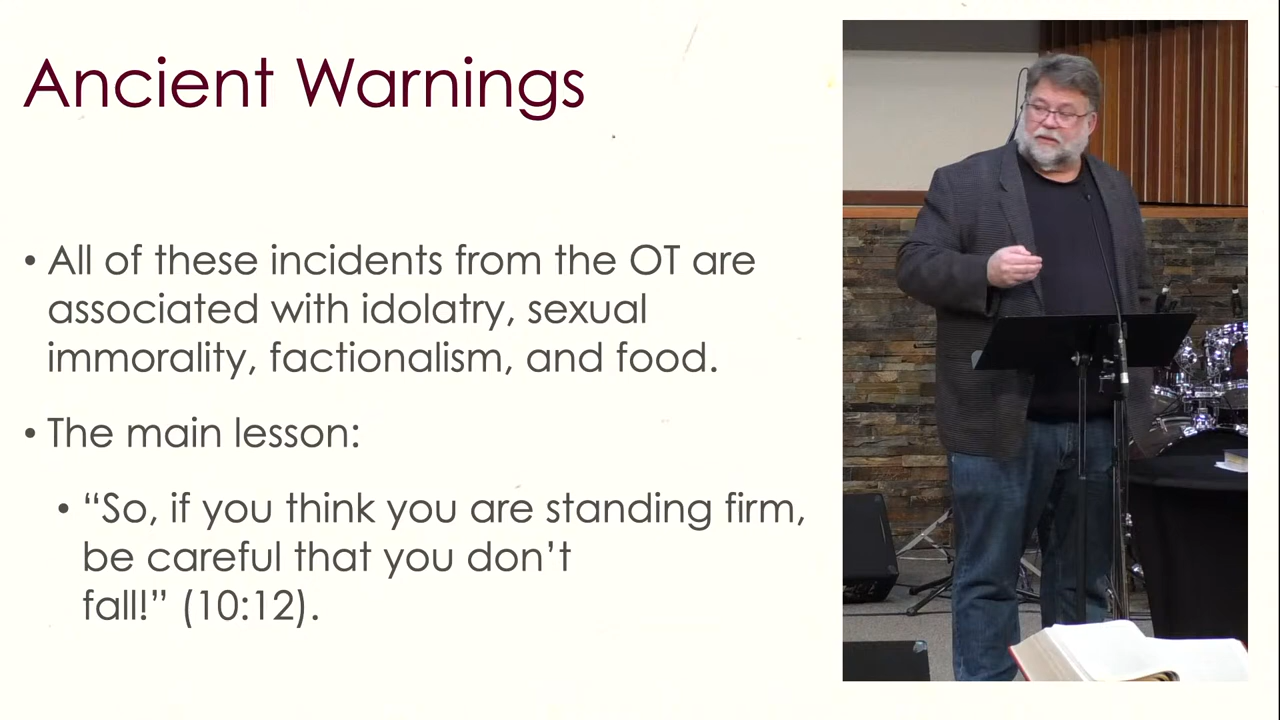 Ancient Warnings
• All of these incidents from the OT are
associated with idolatry, sexual
immorality, factionalism, and food.
• The main lesson:
• “So, if you think you are standing firm,
be careful that you don’t
fall!” (10:12).